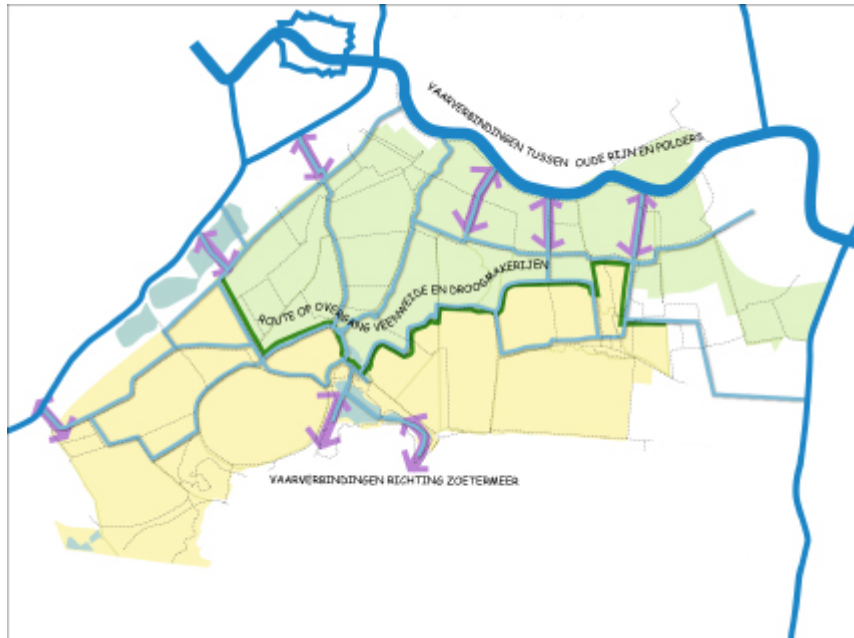 VAARVERBINDINGEN TUSSEN OUDE RIJN EN POLDERS
ROUTE OP OVERGANG VEENWEIDE EN DROOGMAKERIJEN
VAARVERBINDINGEN RICHTING ZOETERMEER